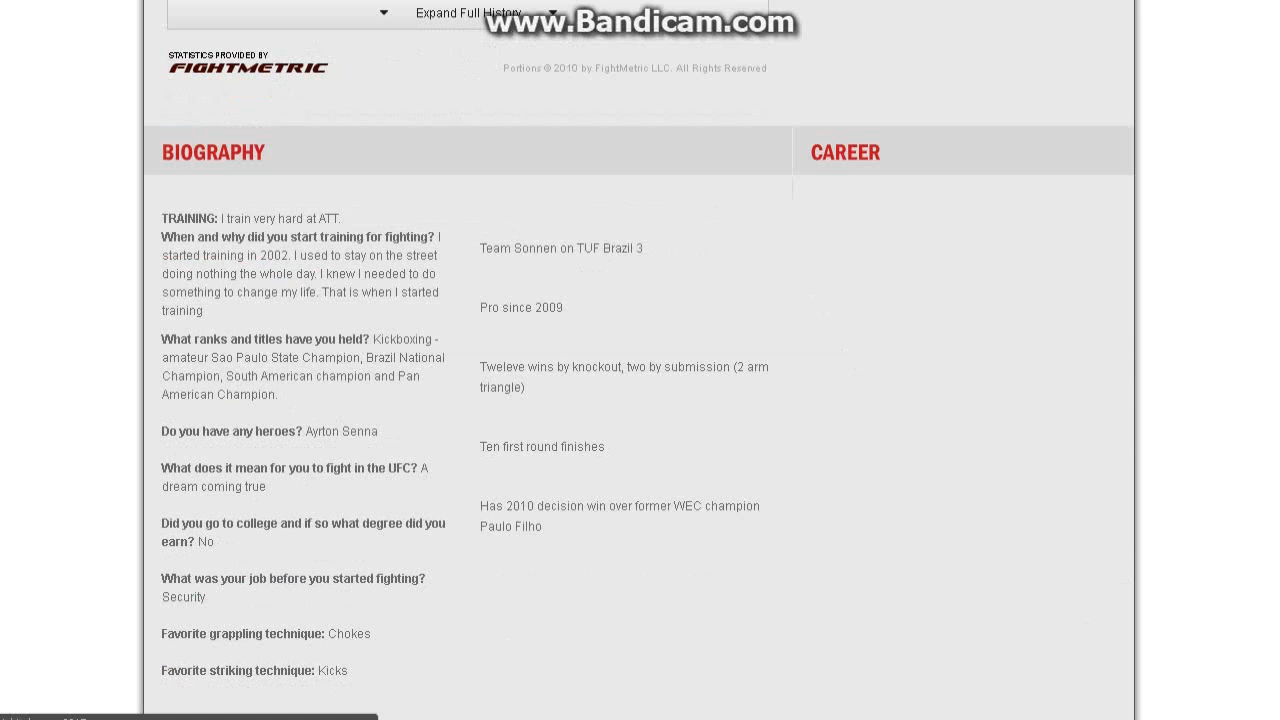 Expand Full History
www.Bandicam.com
STATISTICS PROVIDED BY
FIGHTMETRIC
Portions © 2010 by FightMetric LLC. All Rights Reserved
BIOGRAPHY
CAREER
TRAINING: I train very hard at ATT.
When and why did you start training for fighting? I
started training in 2002. I used to stay on the street
doing nothing the whole day. I knew I needed to do
something to change my life. That is when I started
training
What ranks and titles have you held? Kickboxing -
amateur Sao Paulo State Champion, Brazil National
Champion, South American champion and Pan
American Champion.
Do you have any heroes? Ayrton Senna
What does it mean for you to fight in the UFC? A
dream coming true
Did you go to college and if so what degree did you
earn? No
What was your job before you started fighting?
Security
Favorite grappling technique: Chokes
Favorite striking technique: Kicks
Team Sonnen on TUF Brazil 3
Pro since 2009
Tweleve wins by knockout, two by submission (2 arm
triangle)
Ten first round finishes
Has 2010 decision win over former WEC champion
Paulo Filho